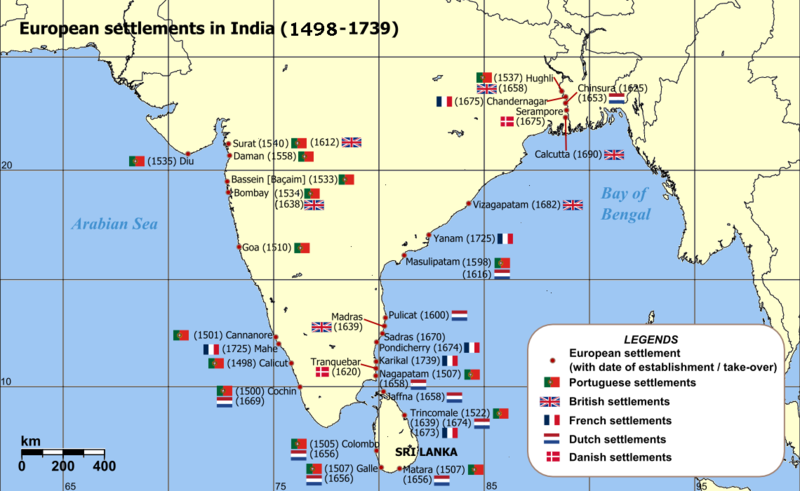 European settlements in India (1498-1739)
(1537) Hughli
(1658)
Chinsura (1625)
(1653)
(1675) Chandernagar
Serampore
(1675)
Surat (1540) (1612)
Daman (1558)
(1535) Diu
Calcutta (1690)
20
Bassein [Baçaim] (1533)
Bombay (1534)
(1638)
Bay of
Bengal
Vizagapatam (1682)
Arabian Sea
Yanam (1725)
Goa (1510)
Masulipatam (1598)
(1616)
Pulicat (1600)
Madras
(1639)
(1501) Cannanore
Sadras (1670)
(1725) Mahe
Pondicherry (1674)
(1498) Calicut
Tranquebar
(1620)
Karikal (1739)
Nagapatam (1507)
(1658)
10
(1500) Cochin
(1669)
Jaffna (1658)
Trincomale (1522)
(1639) (1674)
(1673)
(1505) Colombo
(1656)
SRI LANKA
(1507) Galle
(1656)
Matara (1507)
(1656)
km
0 200 400
65
75
85
95
LEGENDS
European settlement
(with date of establishment / take-over)
Portuguese settlements
British settlements
French settlements
Dutch settlements
Danish settlements